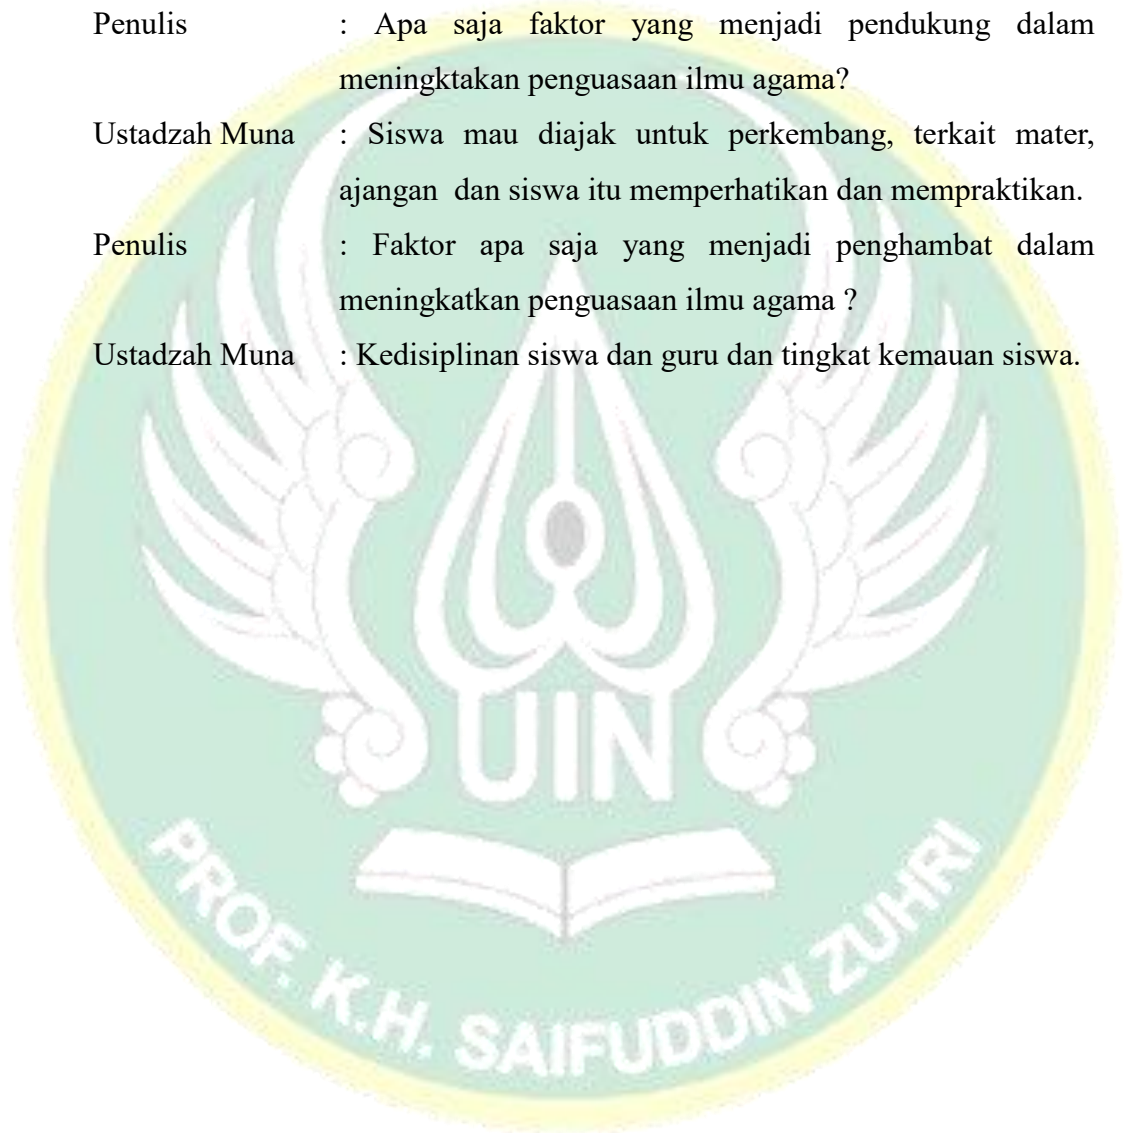 Penulis : Apa saja faktor yang menjadi pendukung dalam
meningktakan penguasaan ilmu agama?
Ustadzah Muna : Siswa mau diajak untuk perkembang, terkait mater,
ajangan dan siswa itu memperhatikan dan mempraktikan.
Penulis : Faktor apa saja yang menjadi penghambat dalam
meningkatkan penguasaan ilmu agama ?
Ustadzah Muna : Kedisiplinan siswa dan guru dan tingkat kemauan siswa.
UIN
PROF. K.H. SAIFUDDIN ZUHRI